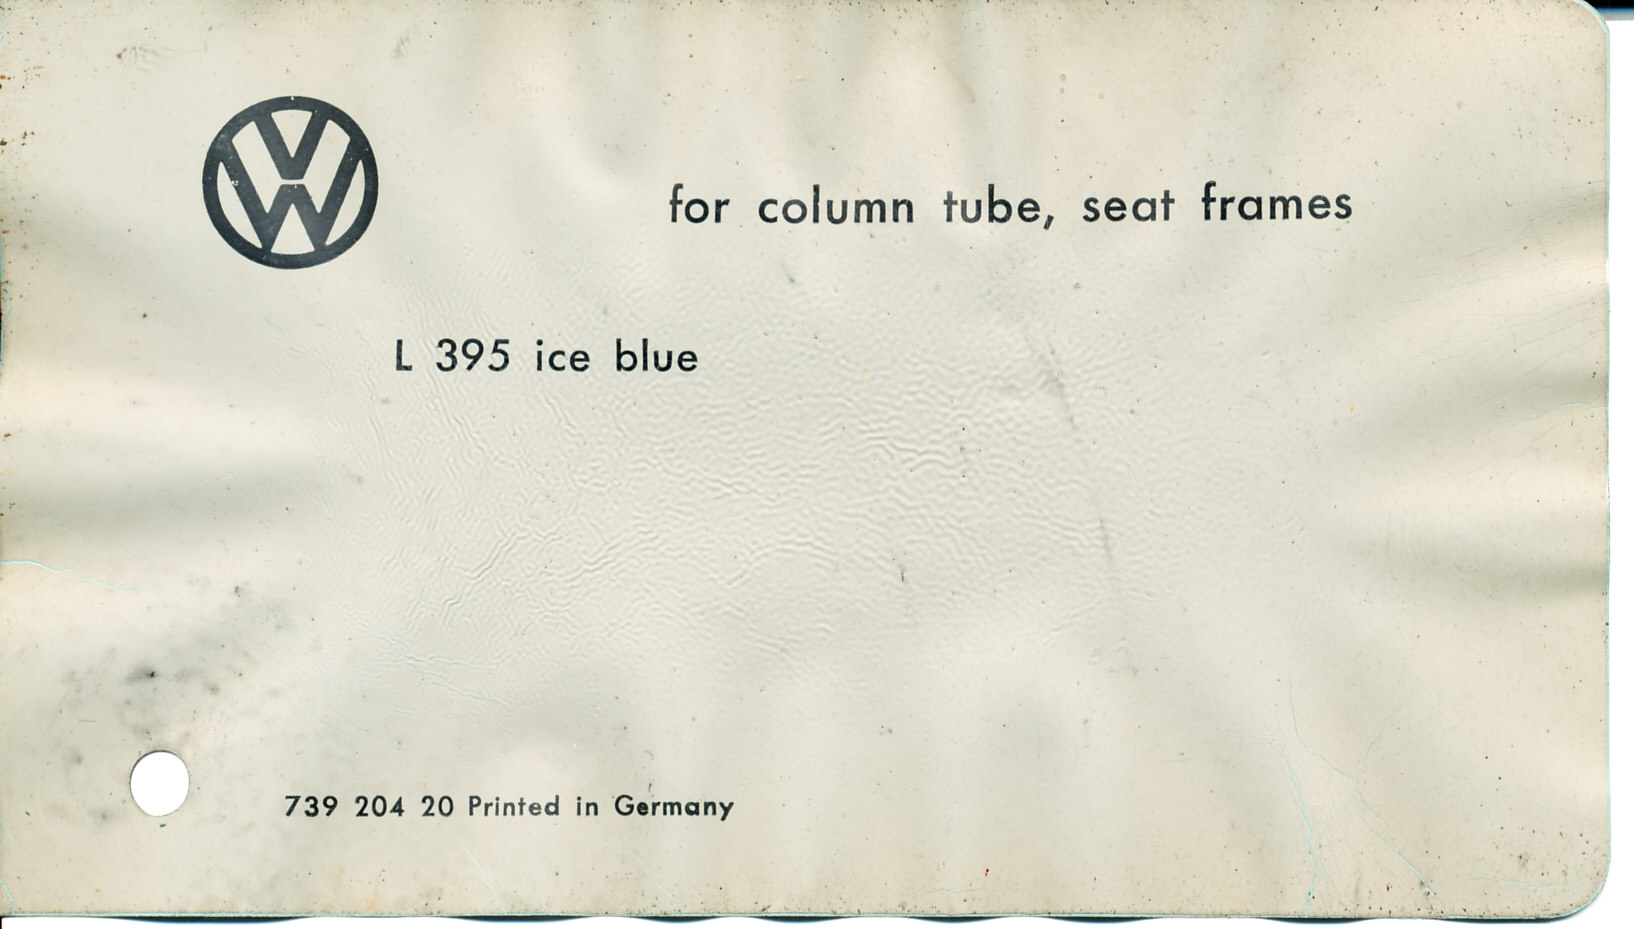 VW
for column tube, seat frames
L 395 ice blue
739 204 20 Printed in Germany